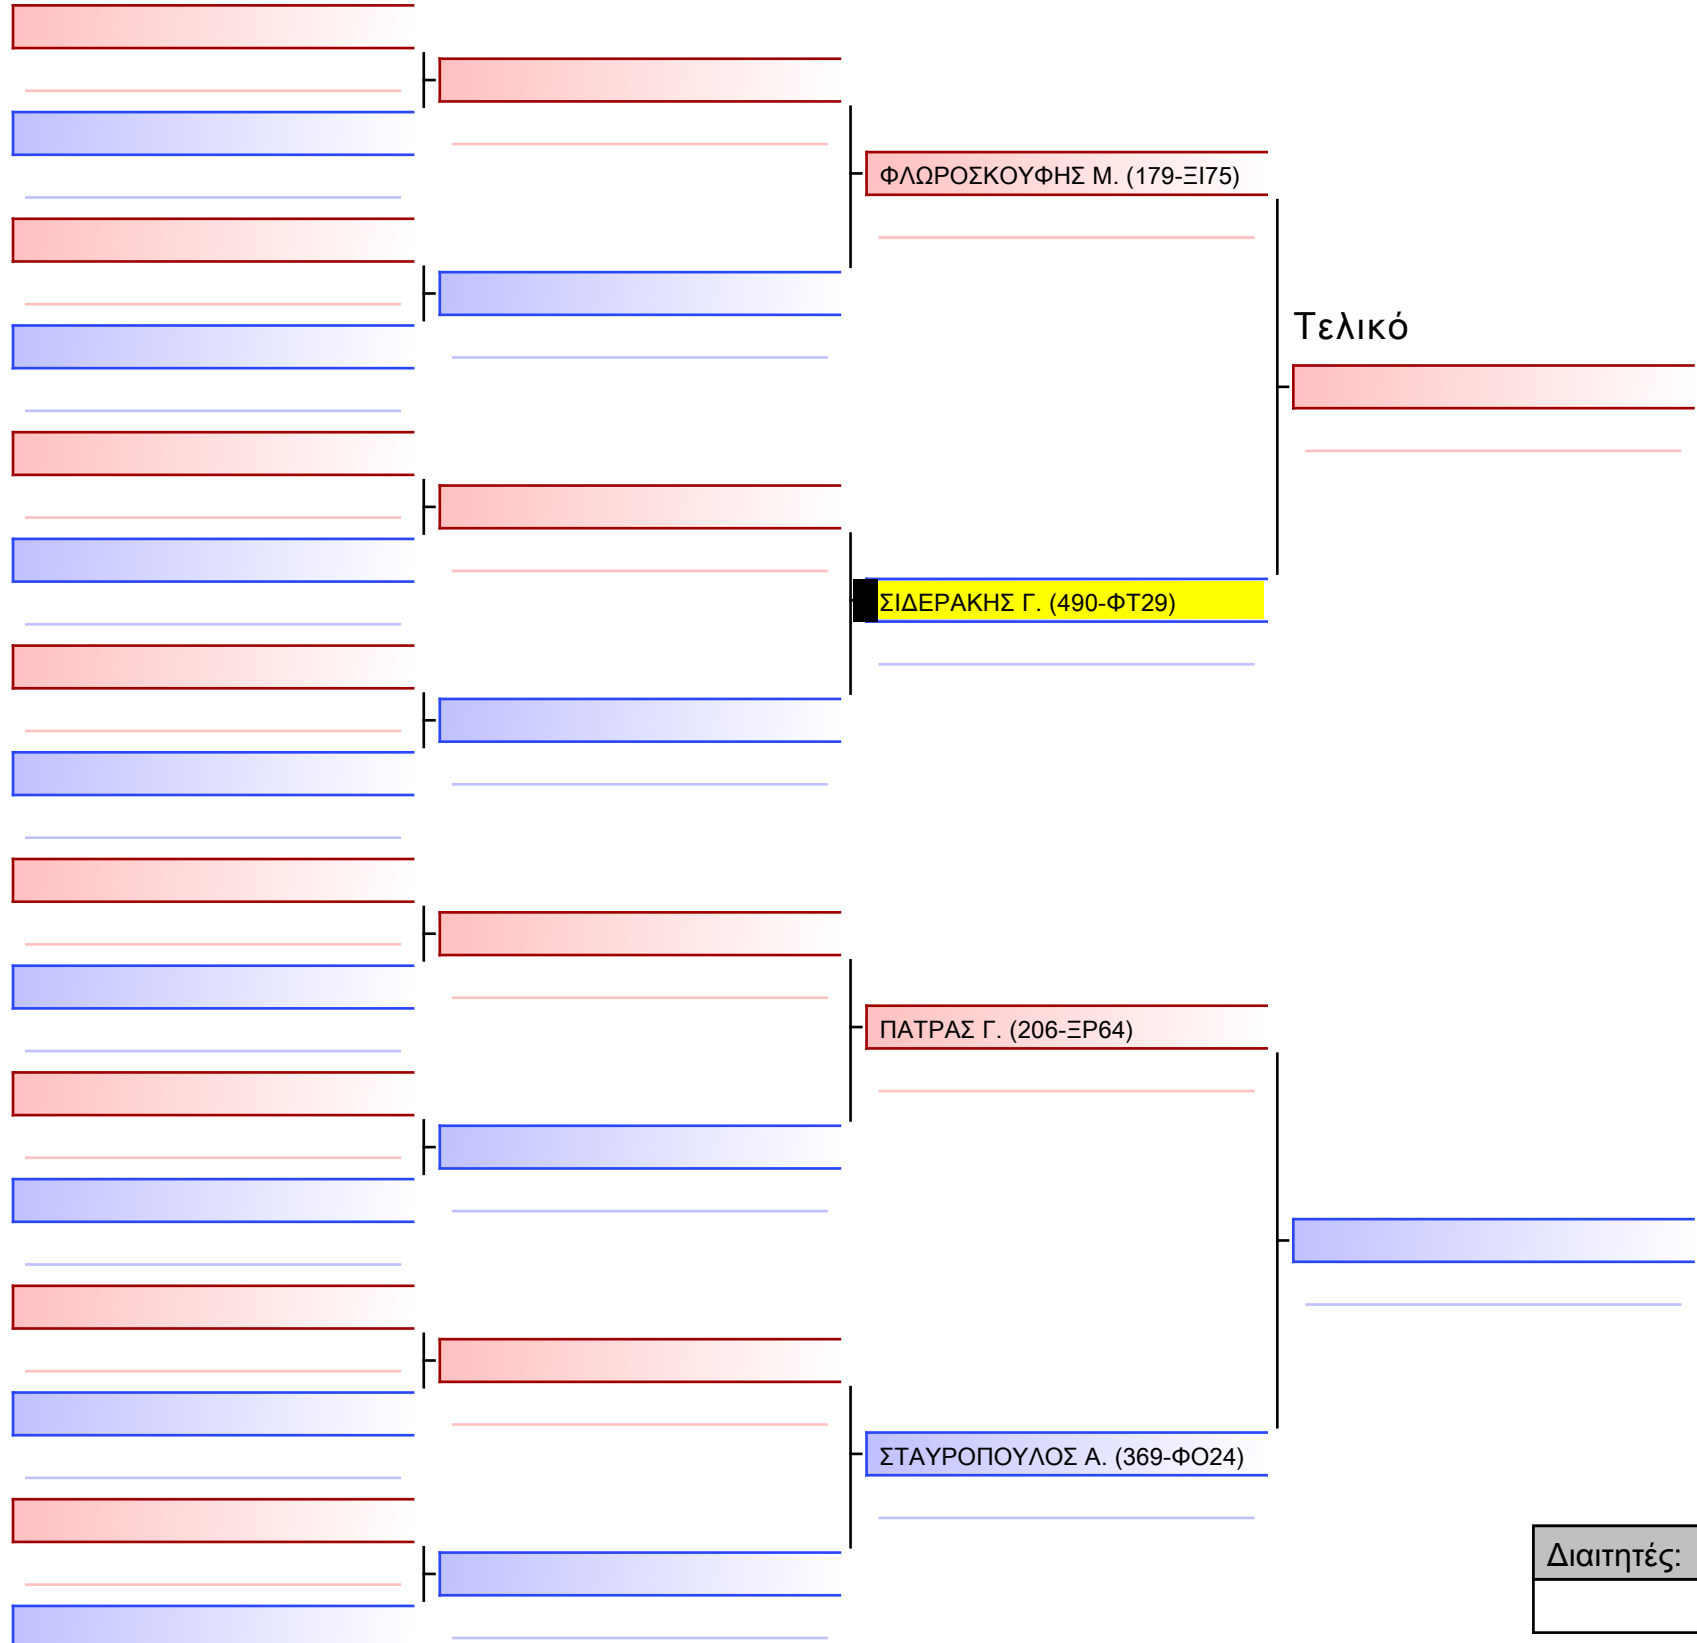 ΦΛΩΡΟΣΚΟΥΦΗΣ Μ. (179-ΞΙ75)
Τελικό
ΣΙΔΕΡΑΚΗΣ Γ. (490-ΦΤ29)
ΠΑΤΡΑΣ Γ. (206-ΞΡ64)
ΣΤΑΥΡΟΠΟΥΛΟΣ Α. (369-ΦΟ24)
Διαιτητές: